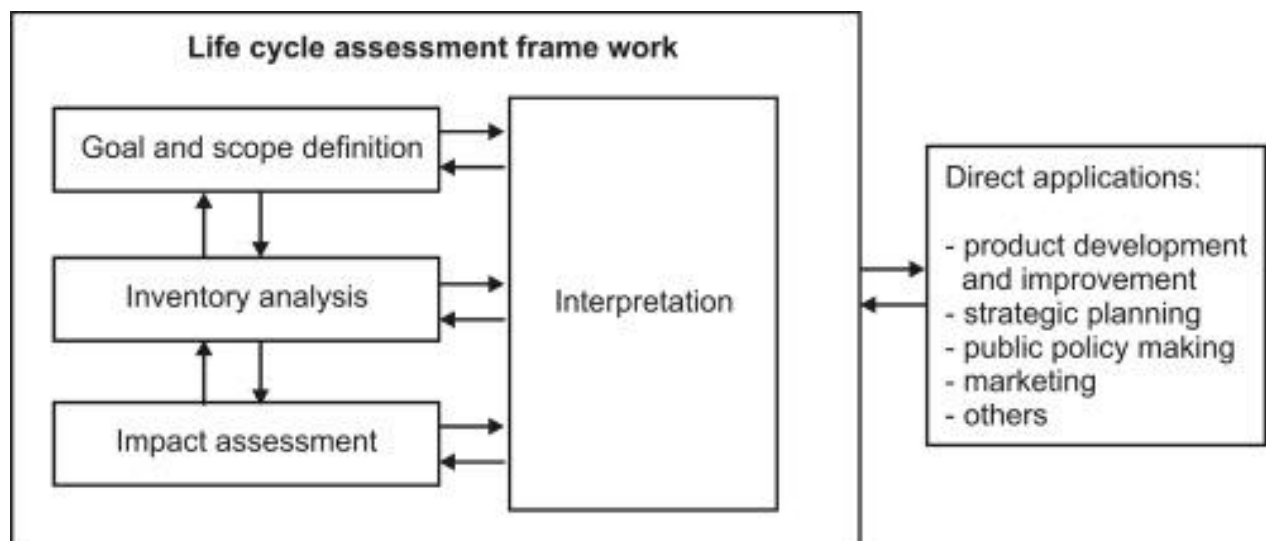 Life cycle assessment frame work
Goal and scope definition
Inventory analysis
Impact assessment
Interpretation
Direct applications:
- product development
and improvement
- strategic planning
- public policy making
- marketing
- others